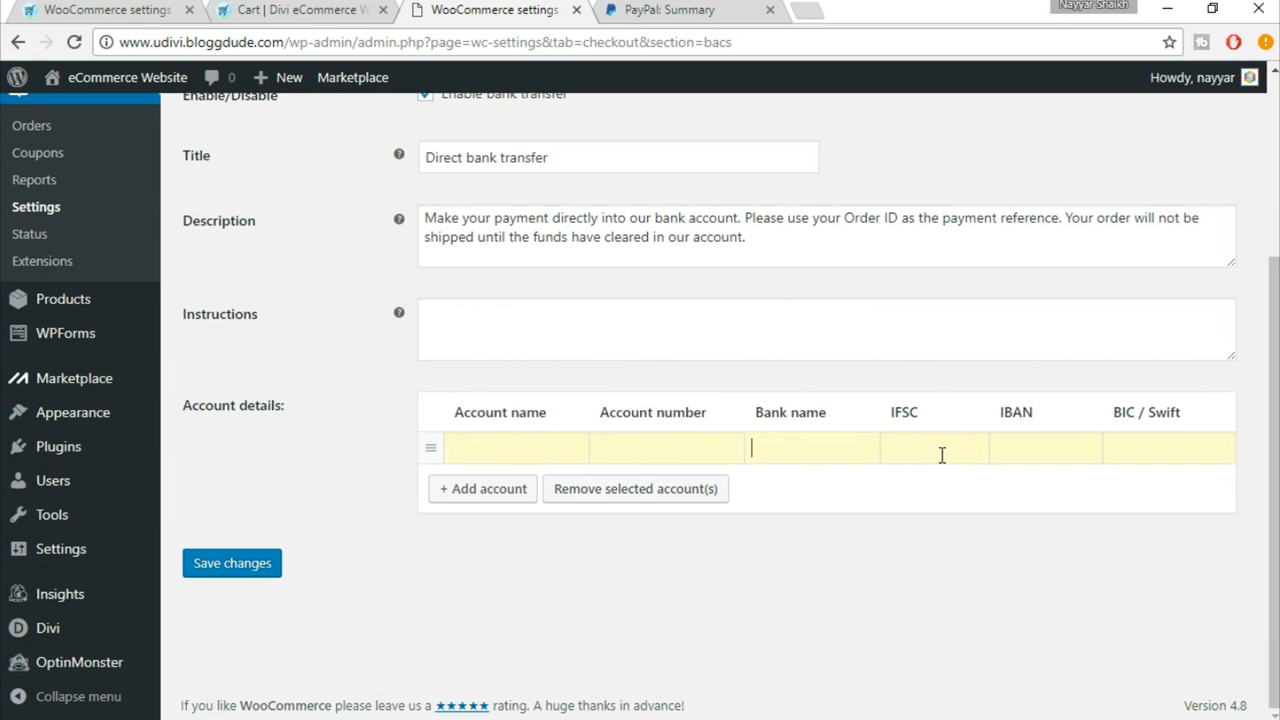 WooCommerce settings
Cart | Divi eCommerce W
WooCommerce settings
PayPal: Summary
Nayyar Shaikh
www.udivi.bloggdude.com/wp-admin/admin.php?page=wc-settings&tab=checkout&section=bacs
eCommerce Website
0
New
Marketplace
Howdy, nayyar
Orders
Coupons
Reports
Settings
Status
Extensions
Products
WPForms
Marketplace
Appearance
Plugins
Users
Tools
Settings
Insights
Divi
OptinMonster
Collapse menu
Enable/Disable
Enable bank transfer
Title
Direct bank transfer
Description
Make your payment directly into our bank account. Please use your Order ID as the payment reference. Your order will not be
shipped until the funds have cleared in our account.
Instructions
Account details:
Account name Account number Bank name IFSC IBAN BIC / Swift
+ Add account
Remove selected account(s)
Save changes
If you like WooCommerce please leave us a ★★★★★ rating. A huge thanks in advance!
Version 4.8